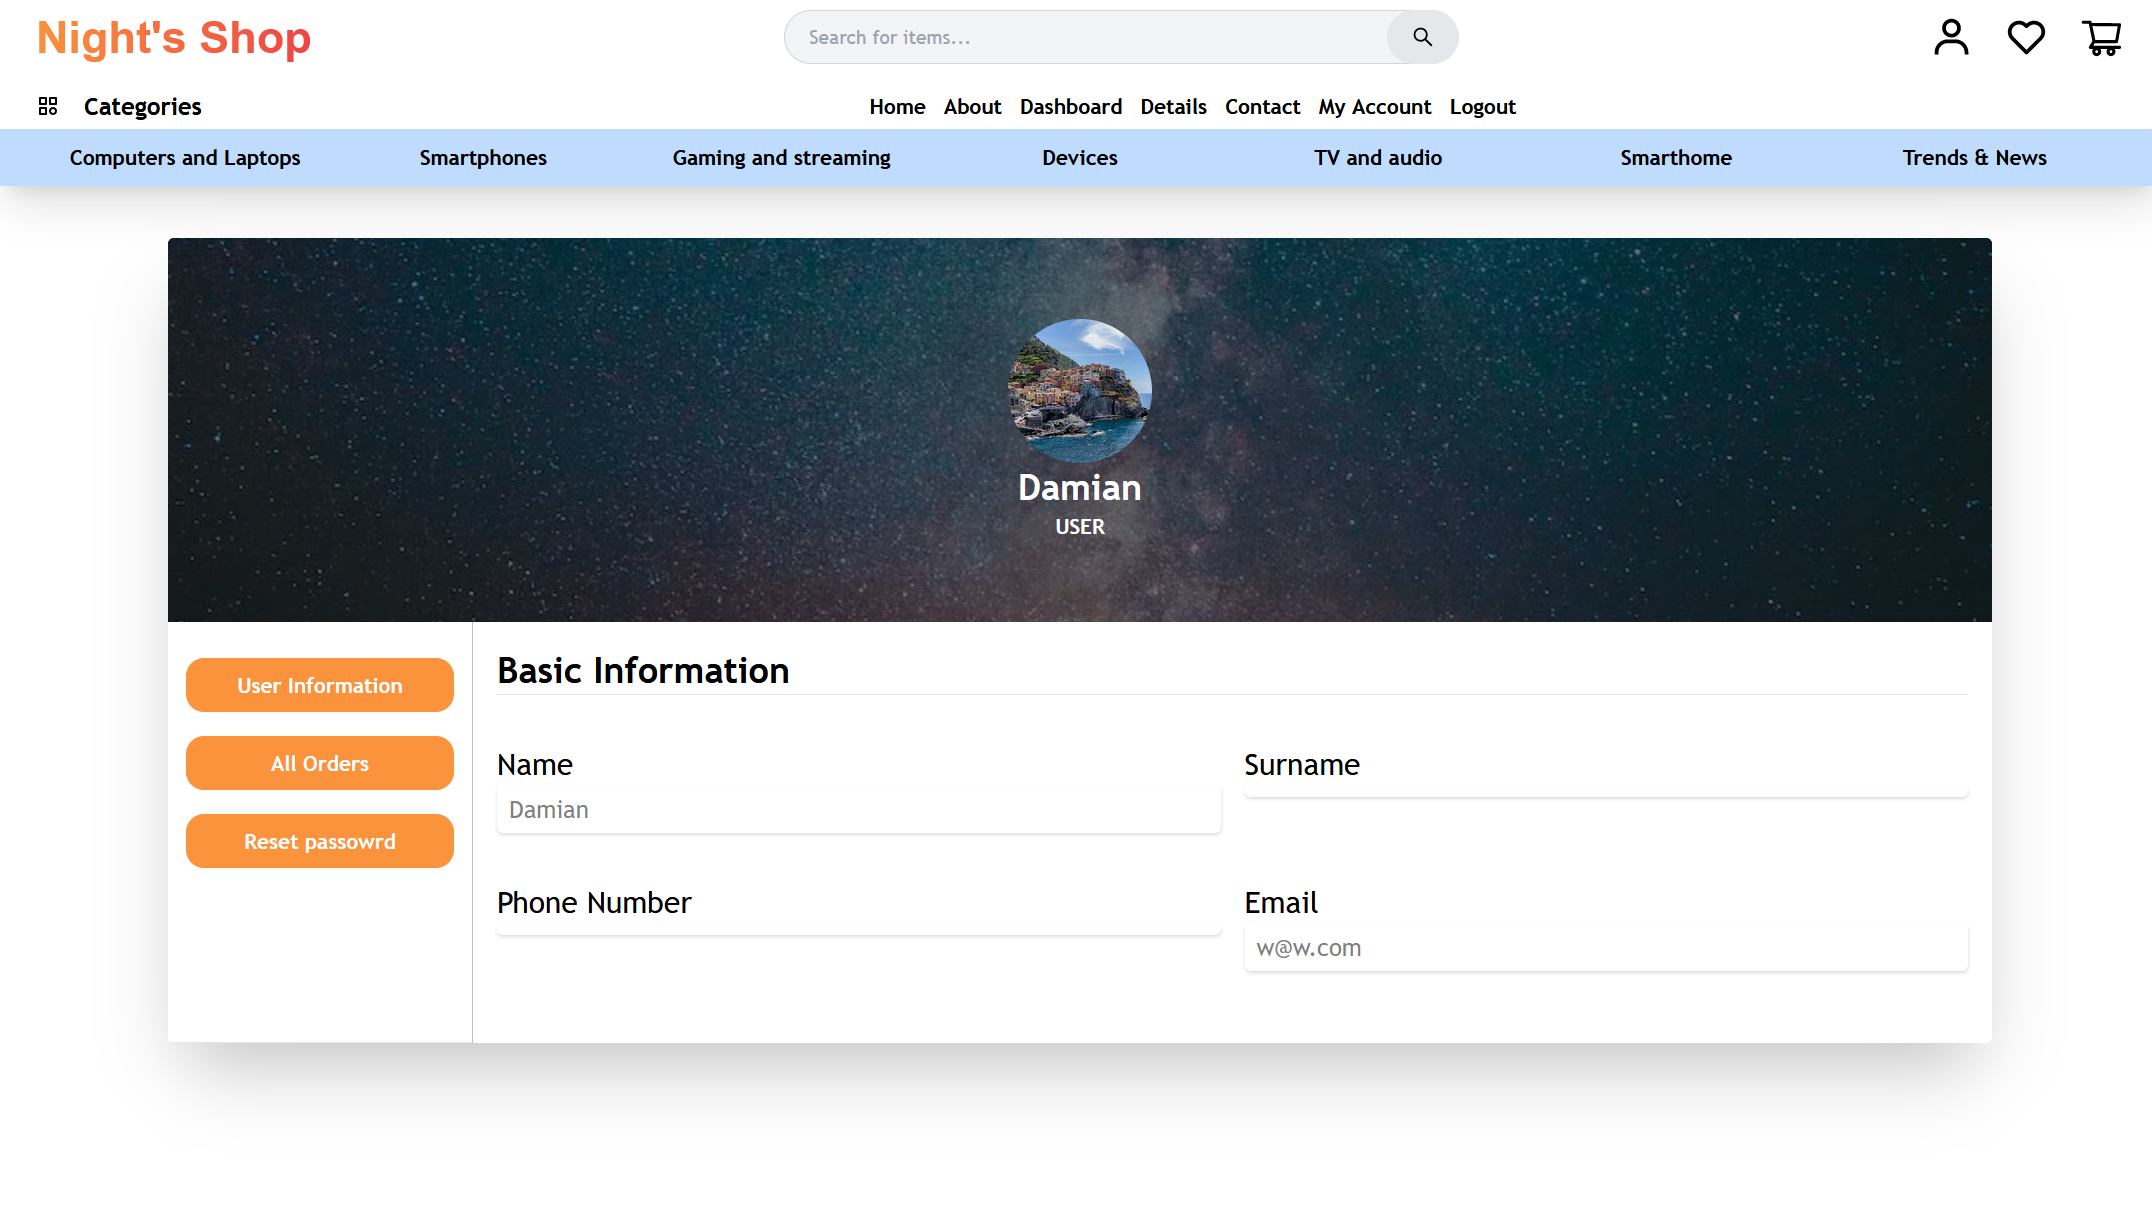 Night's Shop
Search for items...
Categories
Home About Dashboard Details Contact My Account Logout
Computers and Laptops Smartphones Gaming and streaming Devices TV and audio Smarthome Trends & News
Damian
USER
User Information
All Orders
Reset passowrd
Basic Information
Name
Damian
Surname
Phone Number
Email
w@w.com